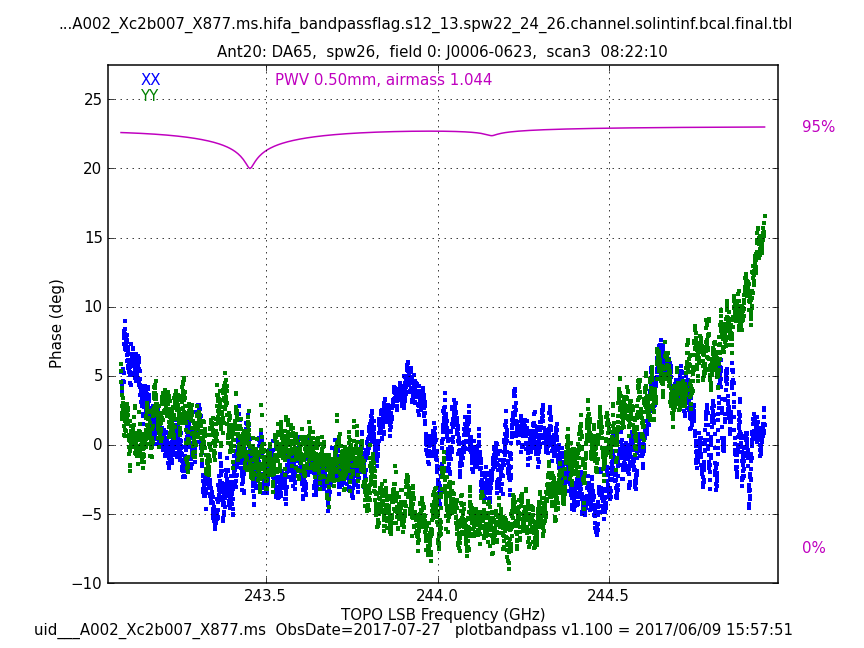 ...A002_Xc2b007_X877.ms.hifa_bandpassflag.s12_13.spw22_24_26.channel.solintinf.bcal.final.tbl
Ant20: DA65, spw26, field 0: J0006-0623, scan3 08:22:10
XX
YY
PWV 0.50mm, airmass 1.044
95%
0%
25
20
15
10
5
0
−5
−10
Phase (deg)
243.5
244.0
244.5
TOPO LSB Frequency (GHz)
uid___A002_Xc2b007_X877.ms ObsDate=2017-07-27 plotbandpass v1.100 = 2017/06/09 15:57:51